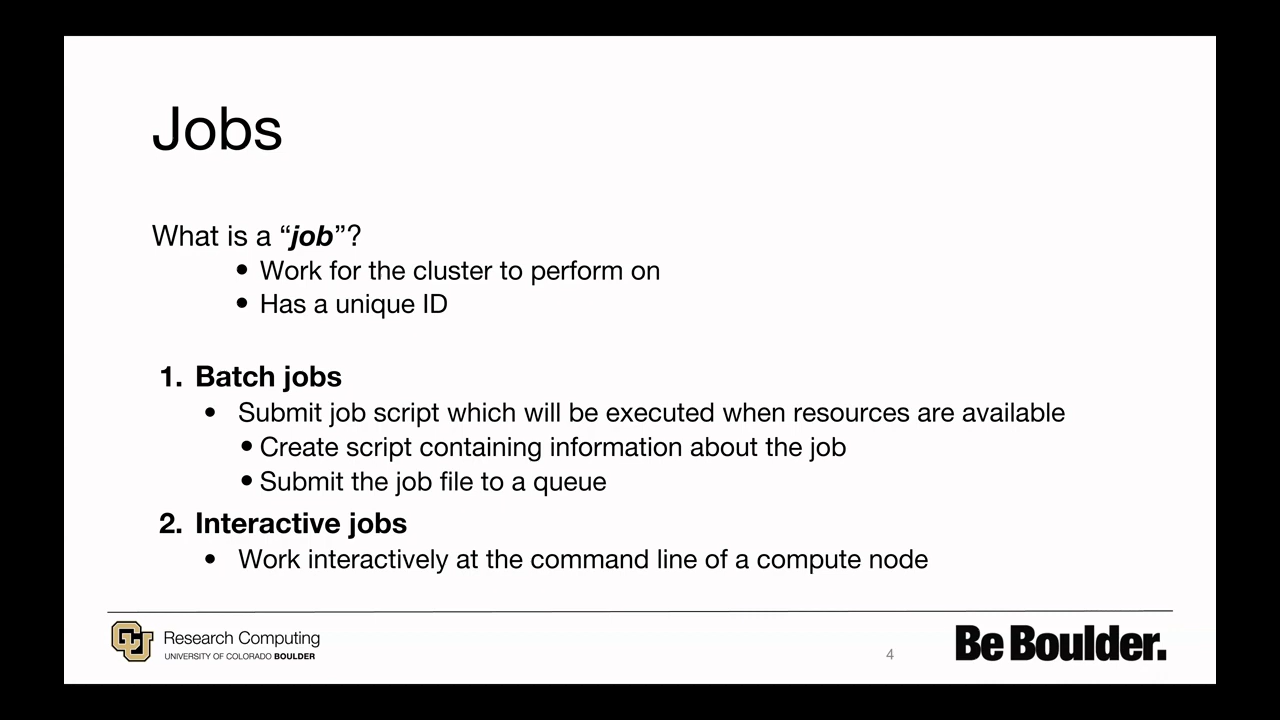 Jobs
What is a “job”?
• Work for the cluster to perform on
• Has a unique ID
1. Batch jobs
• Submit job script which will be executed when resources are available
• Create script containing information about the job
• Submit the job file to a queue
2. Interactive jobs
• Work interactively at the command line of a compute node
CU
Research Computing
UNIVERSITY OF COLORADO BOULDER
4
Be Boulder.